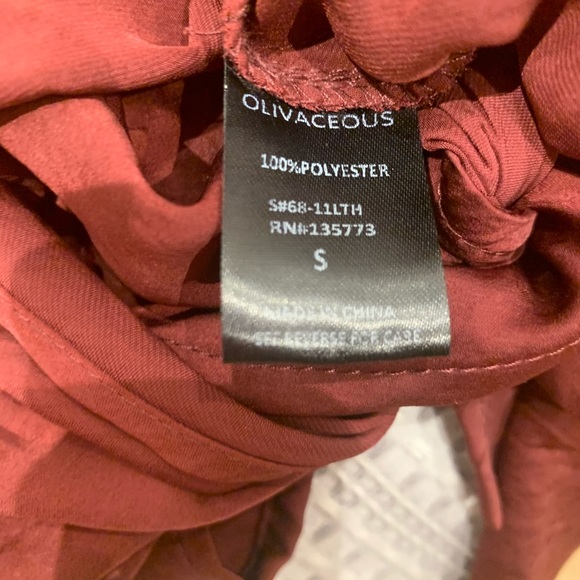 OLIVACEOUS
100%POLYESTER
S#68-11LTH
RN#135773
S
MADE IN CHINA
SEE REVERSE FOR CARE